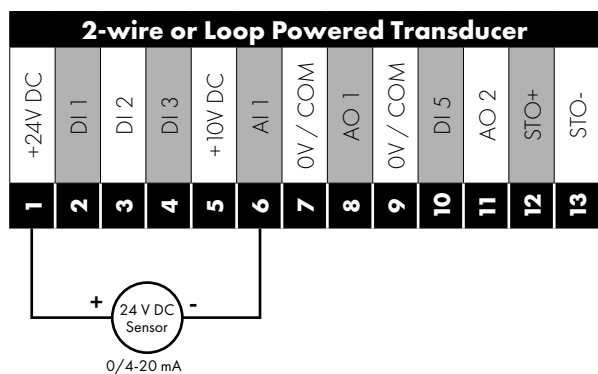 2-wire or Loop Powered Transducer
+24V DC
DI 1
DI 2
DI 3
+10V DC
AI 1
0V / COM
AO 1
0V / COM
DI 5
AO 2
STO+
STO-
1
2
3
4
5
6
7
8
9
10
11
12
13
+
24 V DC
-
Sensor
0/4-20 mA